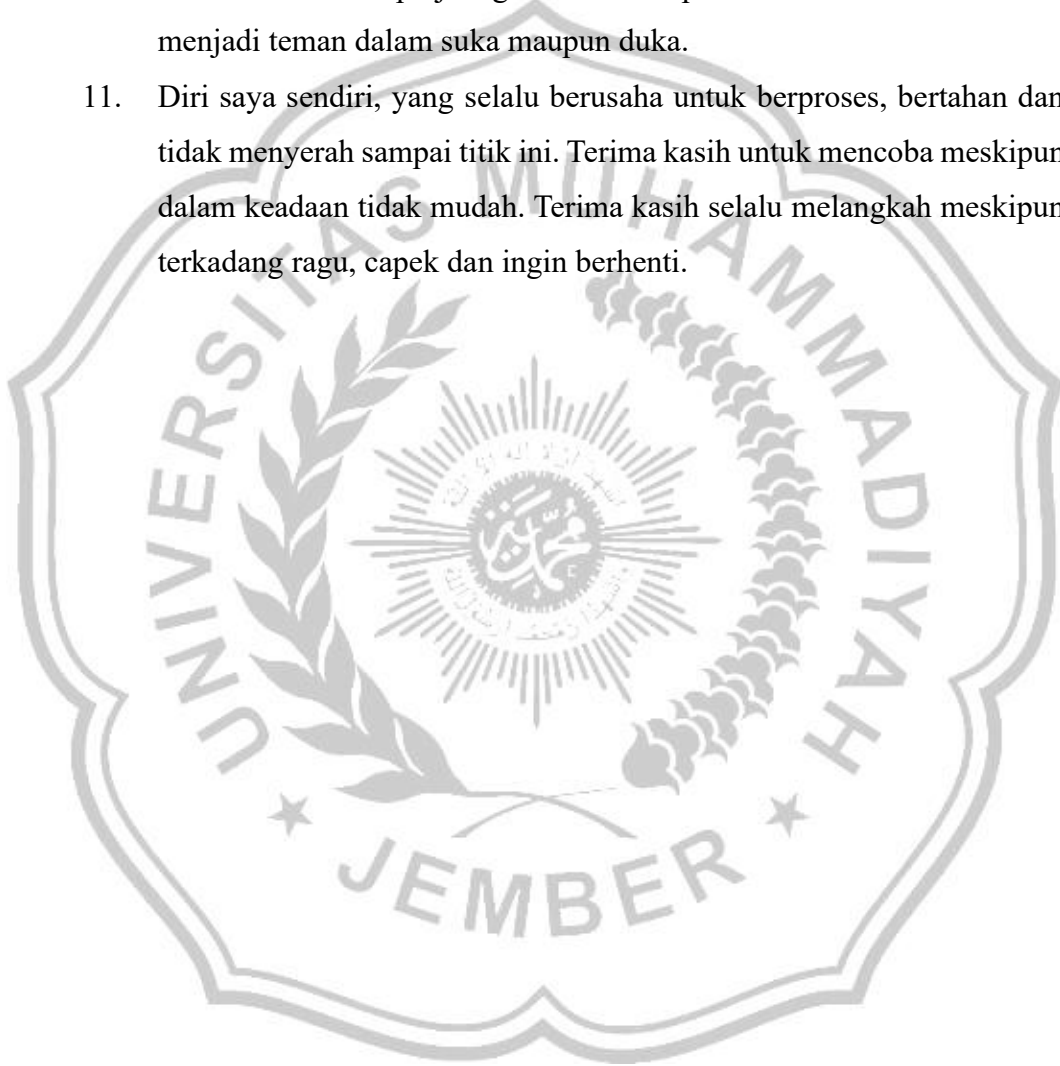 menjadi teman dalam suka maupun duka.
11. Diri saya sendiri, yang selalu berusaha untuk berproses, bertahan dan
tidak menyerah sampai titik ini. Terima kasih untuk mencoba meskipun
dalam keadaan tidak mudah. Terima kasih selalu melangkah meskipun
terkadang ragu, capek dan ingin berhenti.
UNIVERSITAS MUHAMMADIYAH
JEMBER